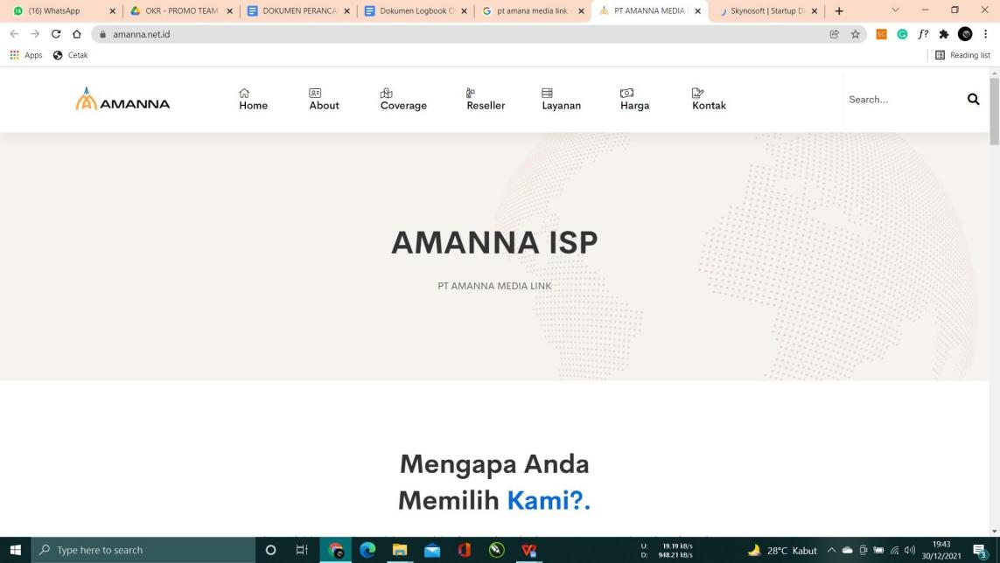 (16) WhatsApp
OKR - PROMO TEAM
DOKUMEN PERANCA
Dokumen Logbook O
pt amana media link -
PT AMANNA MEDIA
Skynosoft | Startup Di
amanna.net.id
Apps
Cetak
Reading list
AMANNA
Home
About
Coverage
Reseller
Layanan
Harga
Kontak
Search...
AMANNA ISP
PT AMANNA MEDIA LINK
Mengapa Anda
Memilih Kami?.
Type here to search
U: 19.19 kB/s
D: 948.21 kB/s
28°C Kabut
19:43
30/12/2021
3